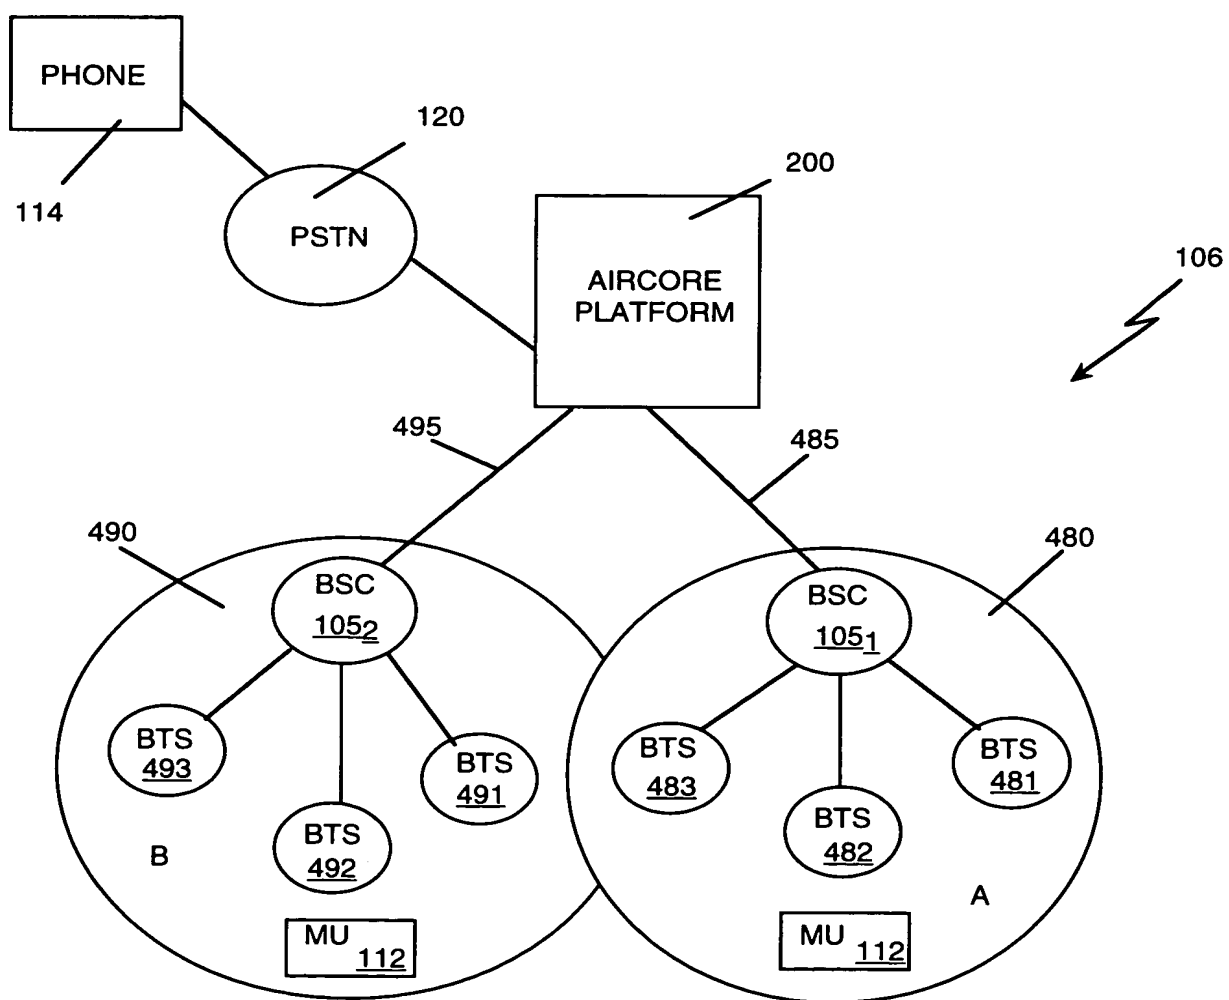 PHONE
114
120
PSTN
200
AIRCORE
PLATFORM
106
495
485
490
480
BSC
105₂
BSC
105₁
BTS
493
BTS
491
BTS
492
BTS
483
BTS
481
BTS
482
B
A
MU 112
MU 112